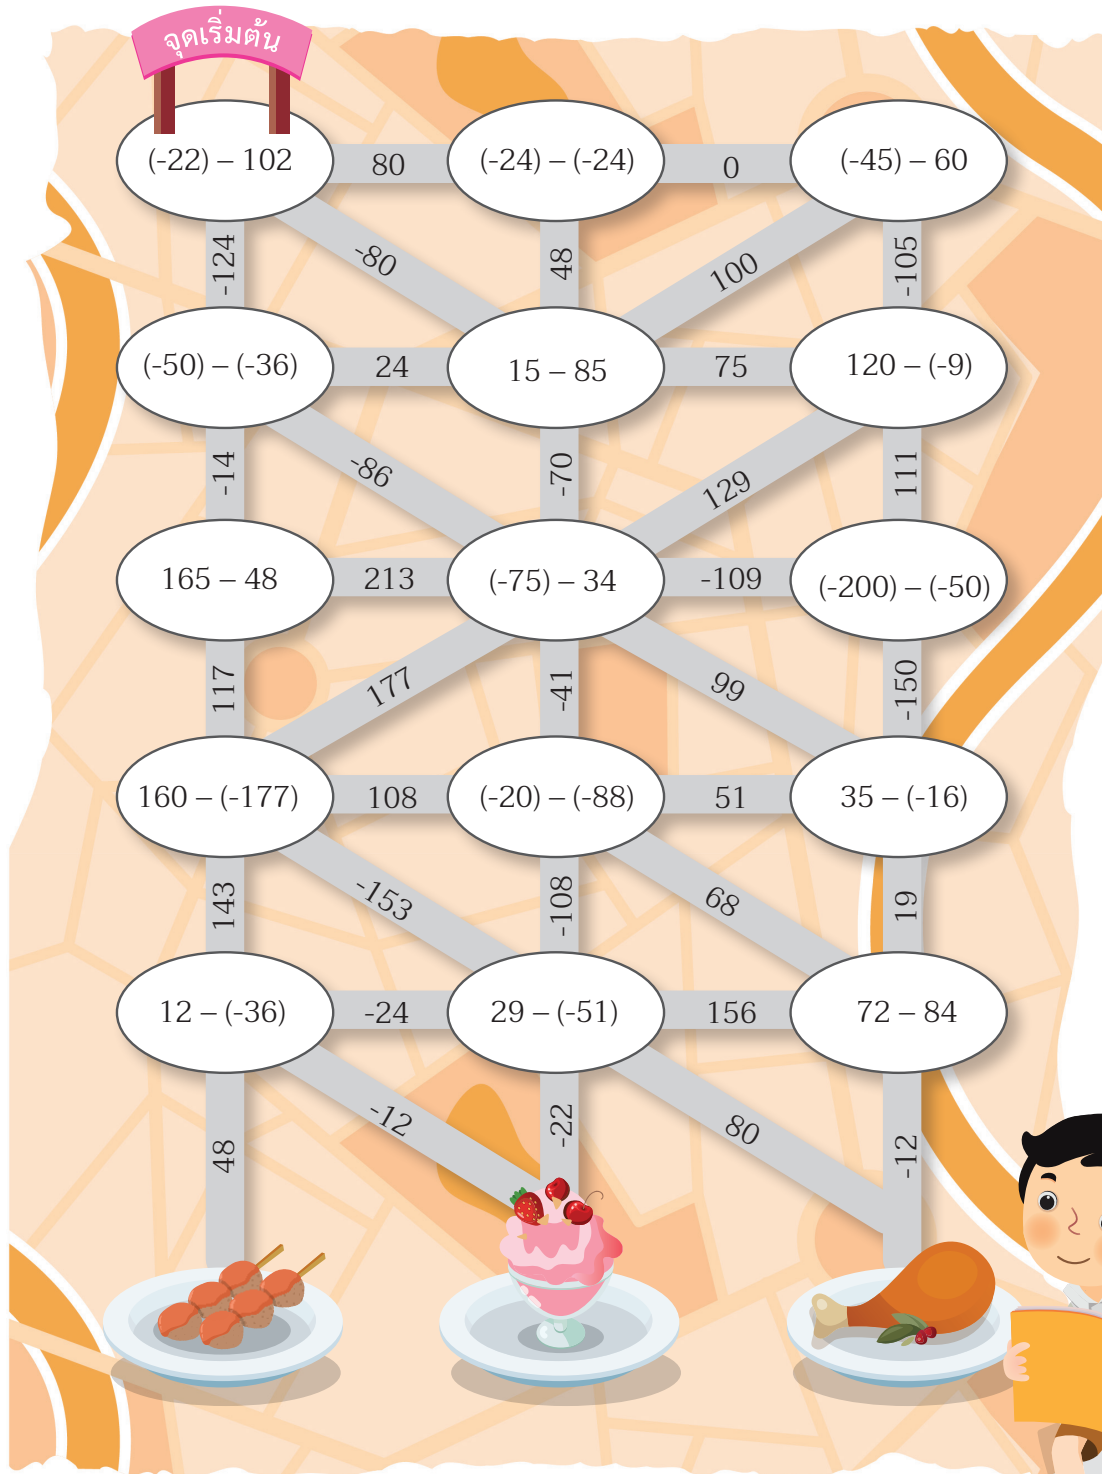 จุดเริ่มต้น
(-22) – 102 80 (-24) – (-24) 0 (-45) – 60
-124 -80 48 100 -105
(-50) – (-36) 24 15 – 85 75 120 – (-9)
-14 -86 -70 129 111
165 – 48 213 (-75) – 34 -109 (-200) – (-50)
117 177 -41 99 -150
160 – (-177) 108 (-20) – (-88) 51 35 – (-16)
143 -153 -108 68 19
12 – (-36) -24 29 – (-51) 156 72 – 84
48 -12 -22 80 -12